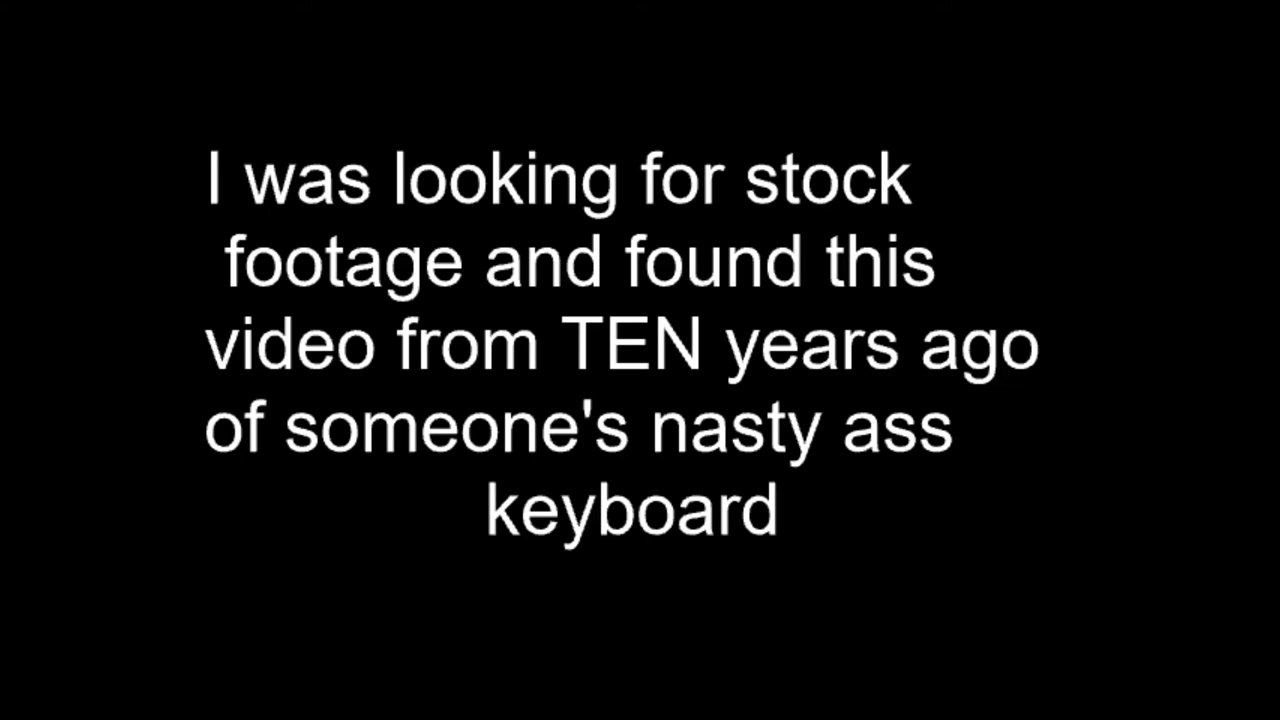 I was looking for stock
footage and found this
video from TEN years ago
of someone's nasty ass
keyboard